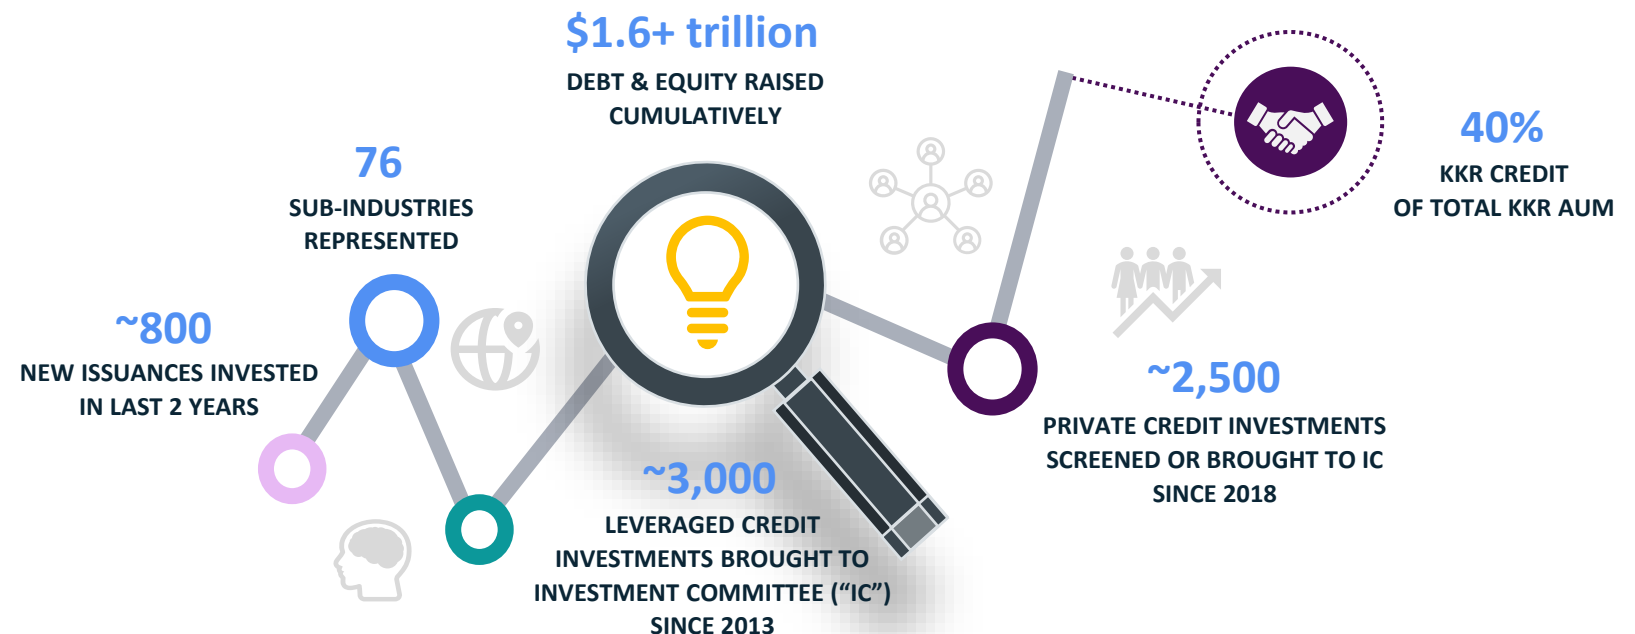 ~800
NEW ISSUANCES INVESTED
IN LAST 2 YEARS
76
SUB-INDUSTRIES
REPRESENTED
$1.6+ trillion
DEBT & EQUITY RAISED
CUMULATIVELY
~3,000
LEVERAGED CREDIT
INVESTMENTS BROUGHT TO
INVESTMENT COMMITTEE (“IC”)
SINCE 2013
~2,500
PRIVATE CREDIT INVESTMENTS
SCREENED OR BROUGHT TO IC
SINCE 2018
40%
KKR CREDIT
OF TOTAL KKR AUM